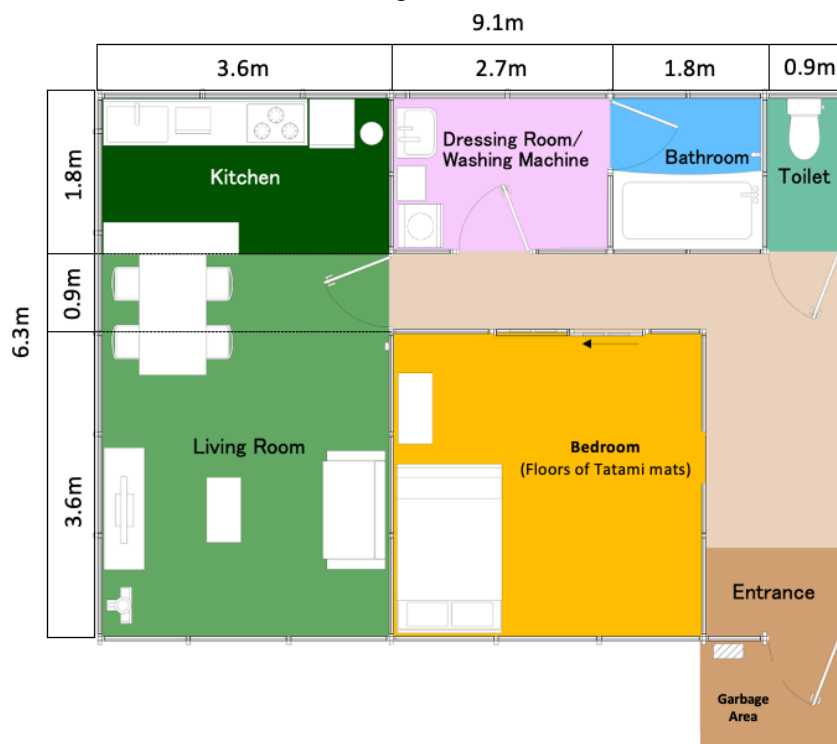 9.1m
3.6m
2.7m
1.8m
0.9m
1.8m
0.9m
6.3m
3.6m
Dressing Room/
Washing Machine
Bathroom
Toilet
Kitchen
Living Room
Bedroom
(Floors of Tatami mats)
Entrance
Garbage
Area